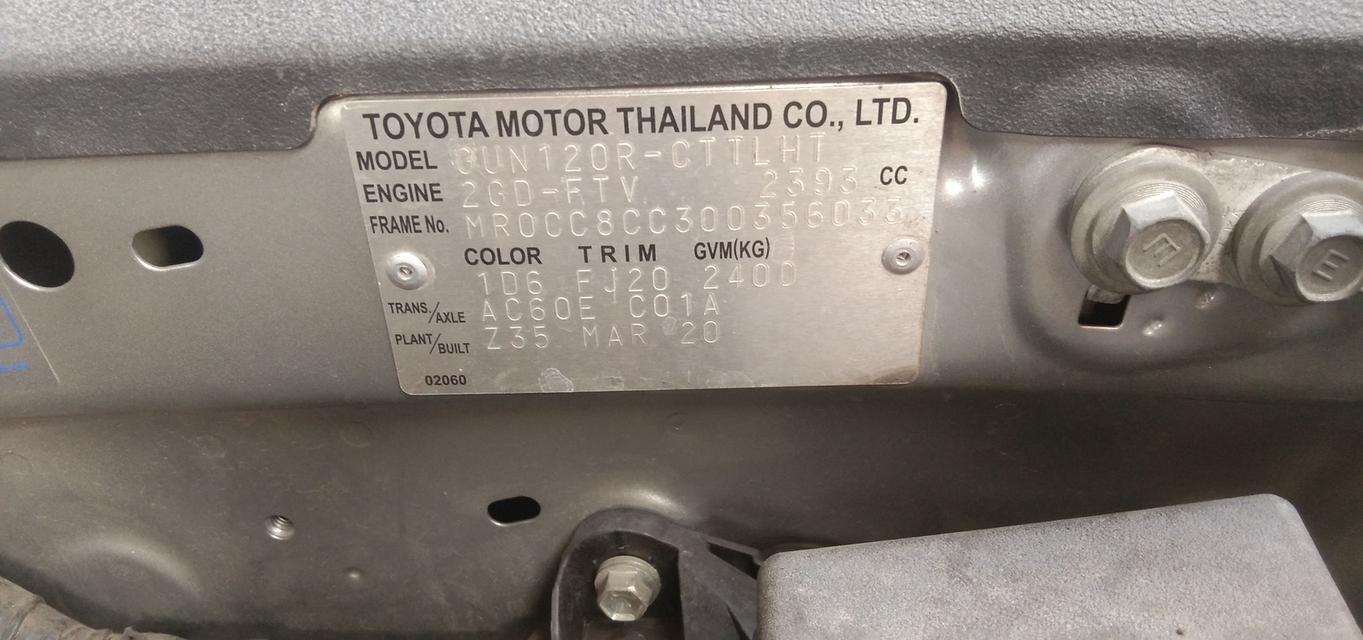 TOYOTA MOTOR THAILAND CO., LTD.
MODEL GUN120R-CTTLHT
ENGINE 2GD-FTV 2393 CC
FRAME No. MR0CC8CC300356033
COLOR TRIM GVM(KG)
1D6 FJ20 2400
TRANS./AXLE AC60E C01A
PLANT/BUILT Z35 MAR 20
02060